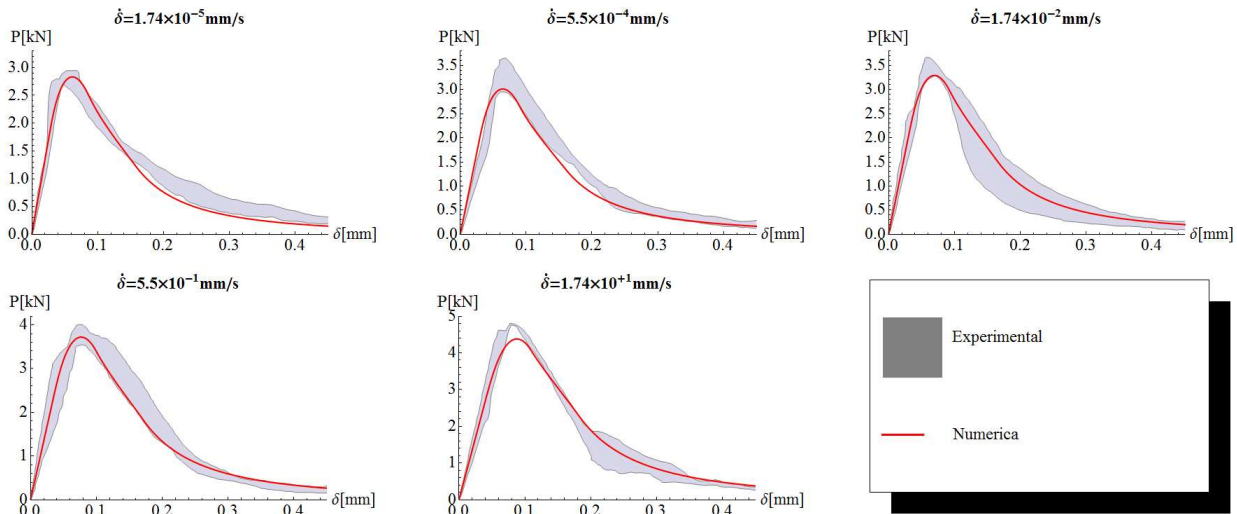 δ̇=1.74×10⁻⁵mm/s
P[kN]
3.0
2.5
2.0
1.5
1.0
0.5
0.0
0.0 0.1 0.2 0.3 0.4 δ[mm]
δ̇=5.5×10⁻⁴mm/s
P[kN]
3.5
3.0
2.5
2.0
1.5
1.0
0.5
0.0
0.0 0.1 0.2 0.3 0.4 δ[mm]
δ̇=1.74×10⁻²mm/s
P[kN]
3.5
3.0
2.5
2.0
1.5
1.0
0.5
0.0
0.0 0.1 0.2 0.3 0.4 δ[mm]
δ̇=5.5×10⁻¹mm/s
P[kN]
4
3
2
1
0
0.0 0.1 0.2 0.3 0.4 δ[mm]
δ̇=1.74×10⁺¹mm/s
P[kN]
5
4
3
2
1
0
0.0 0.1 0.2 0.3 0.4 δ[mm]
Experimental
Numerica